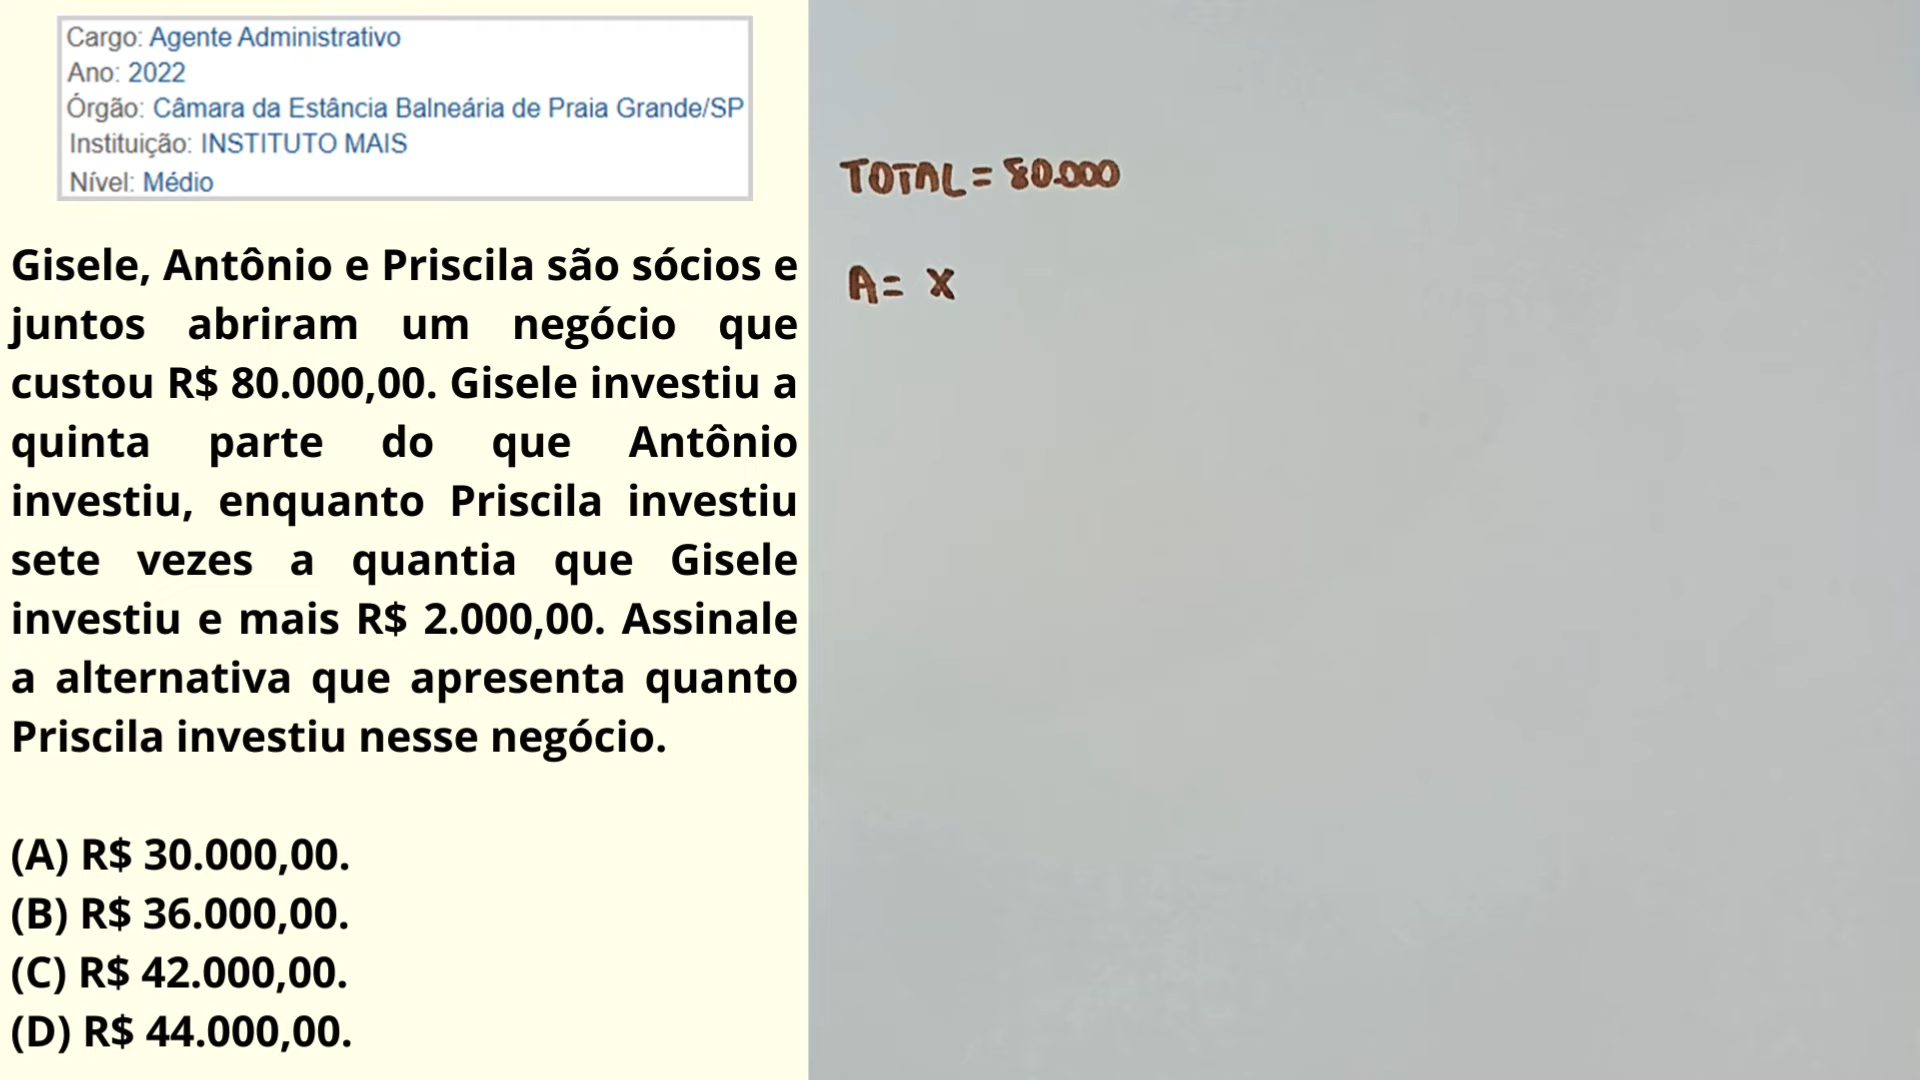 Cargo: Agente Administrativo
Ano: 2022
Órgão: Câmara da Estância Balneária de Praia Grande/SP
Instituição: INSTITUTO MAIS
Nível: Médio
Gisele, Antônio e Priscila são sócios e
juntos abriram um negócio que
custou R$ 80.000,00. Gisele investiu a
quinta parte do que Antônio
investiu, enquanto Priscila investiu
sete vezes a quantia que Gisele
investiu e mais R$ 2.000,00. Assinale
a alternativa que apresenta quanto
Priscila investiu nesse negócio.
(A) R$ 30.000,00.
(B) R$ 36.000,00.
(C) R$ 42.000,00.
(D) R$ 44.000,00.
TOTAL = 80.000
A = X